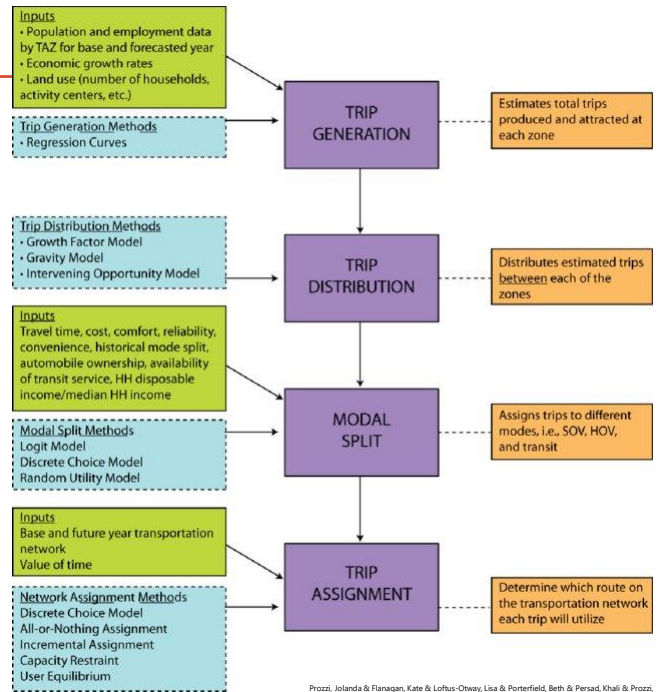 Inputs
• Population and employment data
by TAZ for base and forecasted year
• Economic growth rates
• Land use (number of households,
activity centers, etc.)
Trip Generation Methods
• Regression Curves
TRIP
GENERATION
Estimates total trips
produced and attracted at
each zone
Trip Distribution Methods
• Growth Factor Model
• Gravity Model
• Intervening Opportunity Model
TRIP
DISTRIBUTION
Distributes estimated trips
between each of the
zones
Inputs
Travel time, cost, comfort, reliability,
convenience, historical mode split,
automobile ownership, availability
of transit service, HH disposable
income/median HH income
Modal Split Methods
Logit Model
Discrete Choice Model
Random Utility Model
MODAL
SPLIT
Assigns trips to different
modes, i.e., SOV, HOV,
and transit
Inputs
Base and future year transportation
network
Value of time
Network Assignment Methods
Discrete Choice Model
All-or-Nothing Assignment
Incremental Assignment
Capacity Restraint
User Equilibrium
TRIP
ASSIGNMENT
Determine which route on
the transportation network
each trip will utilize
Prozzi, Jolanda & Flanagan, Kate & Loftus-Otway, Lisa & Porterfield, Beth & Persad, Khali & Prozzi,